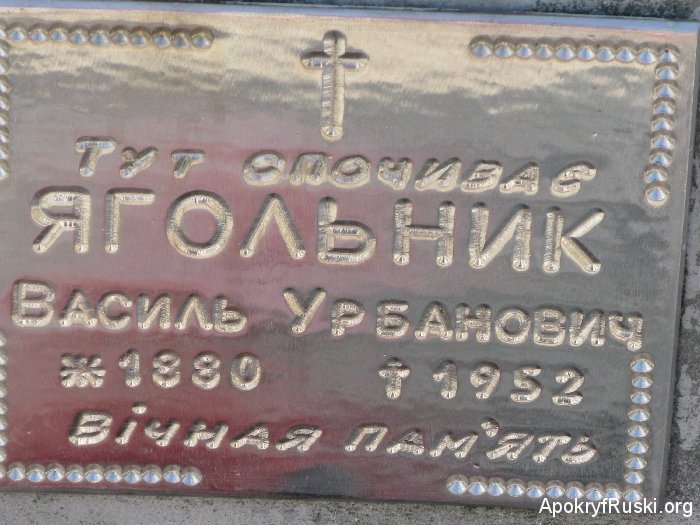 Тут спочиває
ЯГОЛЬНИК
Василь Урбанович
* 1880 † 1952
Вічная пам'ять
ApokryfRuski.org